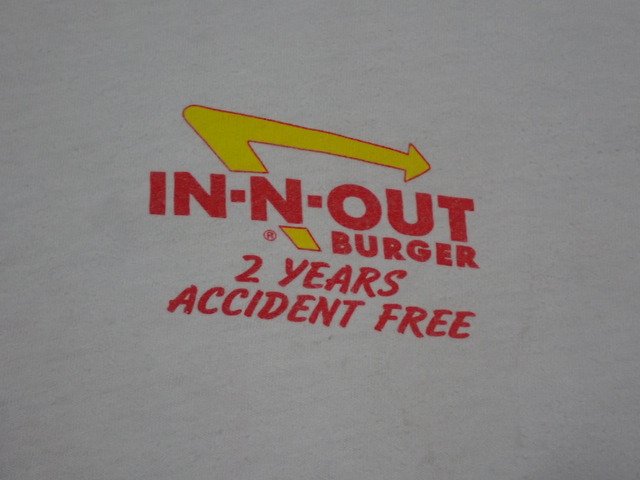 IN-N-OUT
® BURGER
2 YEARS
ACCIDENT FREE